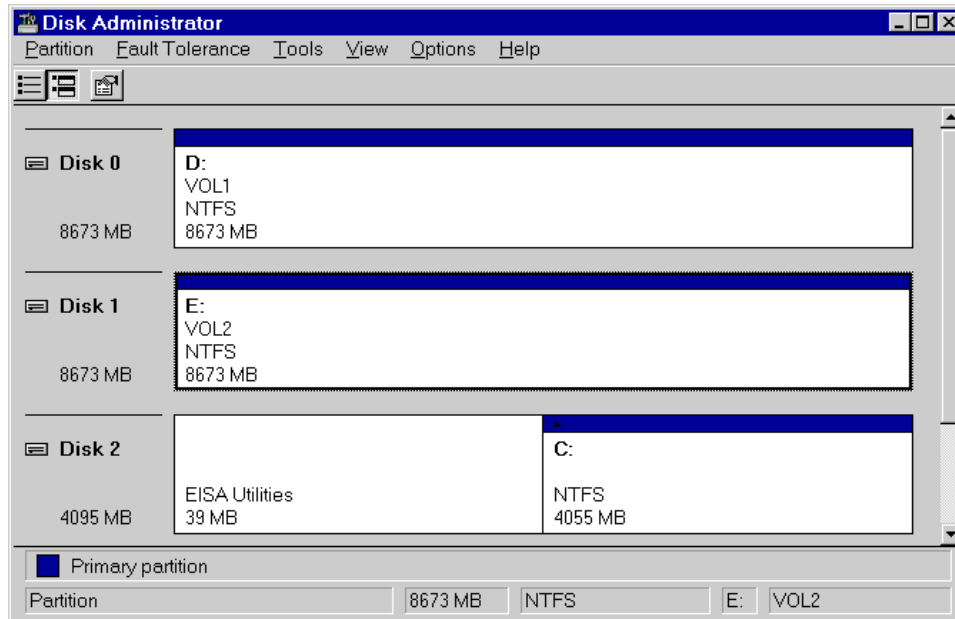 Disk Administrator
Partition Fault Tolerance Tools View Options Help
Disk 0
8673 MB
D:
VOL1
NTFS
8673 MB
Disk 1
8673 MB
E:
VOL2
NTFS
8673 MB
Disk 2
4095 MB
EISA Utilities
39 MB
C:
NTFS
4055 MB
Primary partition
Partition 8673 MB NTFS E: VOL2